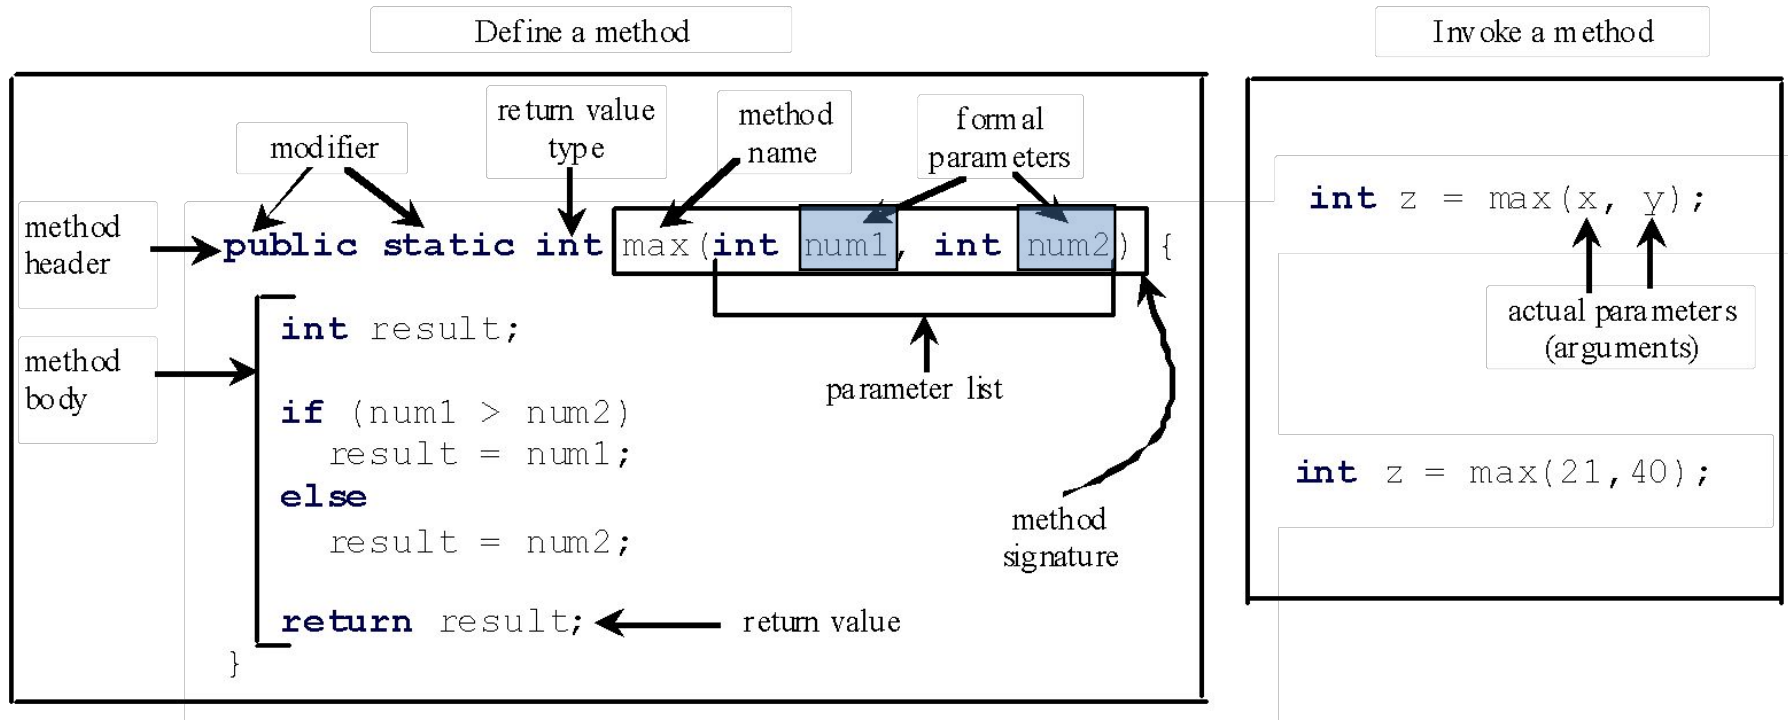 Define a method
Invoke a method
return value
type
method
name
formal
parameters
modifier
method
header
public static int max(int num1, int num2) {
int z = max(x, y);
actual parameters
(arguments)
method
body
int result;
parameter list
if (num1 > num2)
result = num1;
else
result = num2;
int z = max(21,40);
method
signature
return result;
return value
}